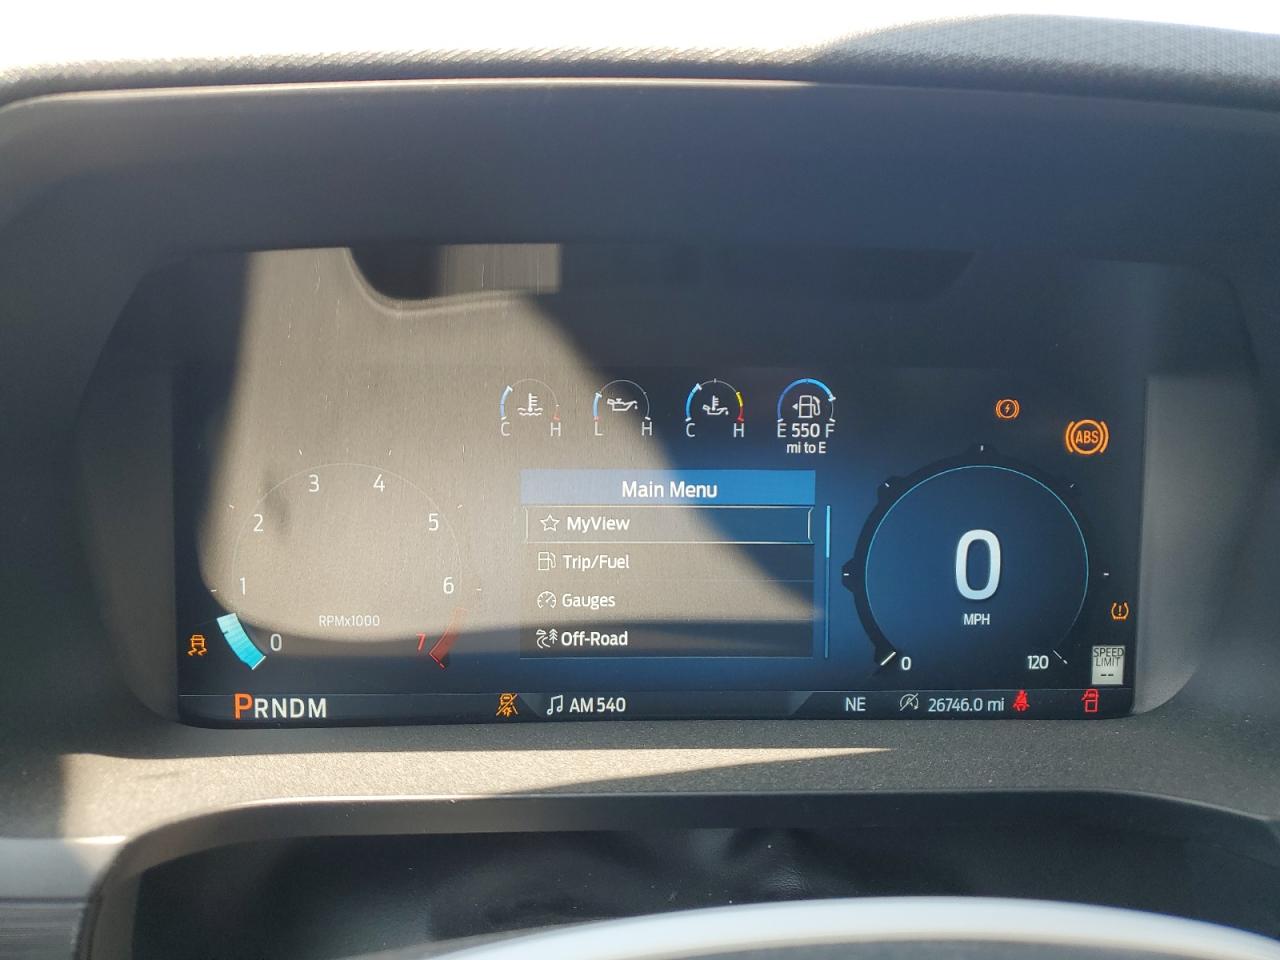 C H
L H
C H
E 550 F
mi to E
ABS
Main Menu
MyView
Trip/Fuel
Gauges
Off-Road
0
1
2
3
4
5
6
7
RPMx1000
0
MPH
0
120
SPEED
LIMIT
--
PRNDM
AM 540
NE
26746.0 mi